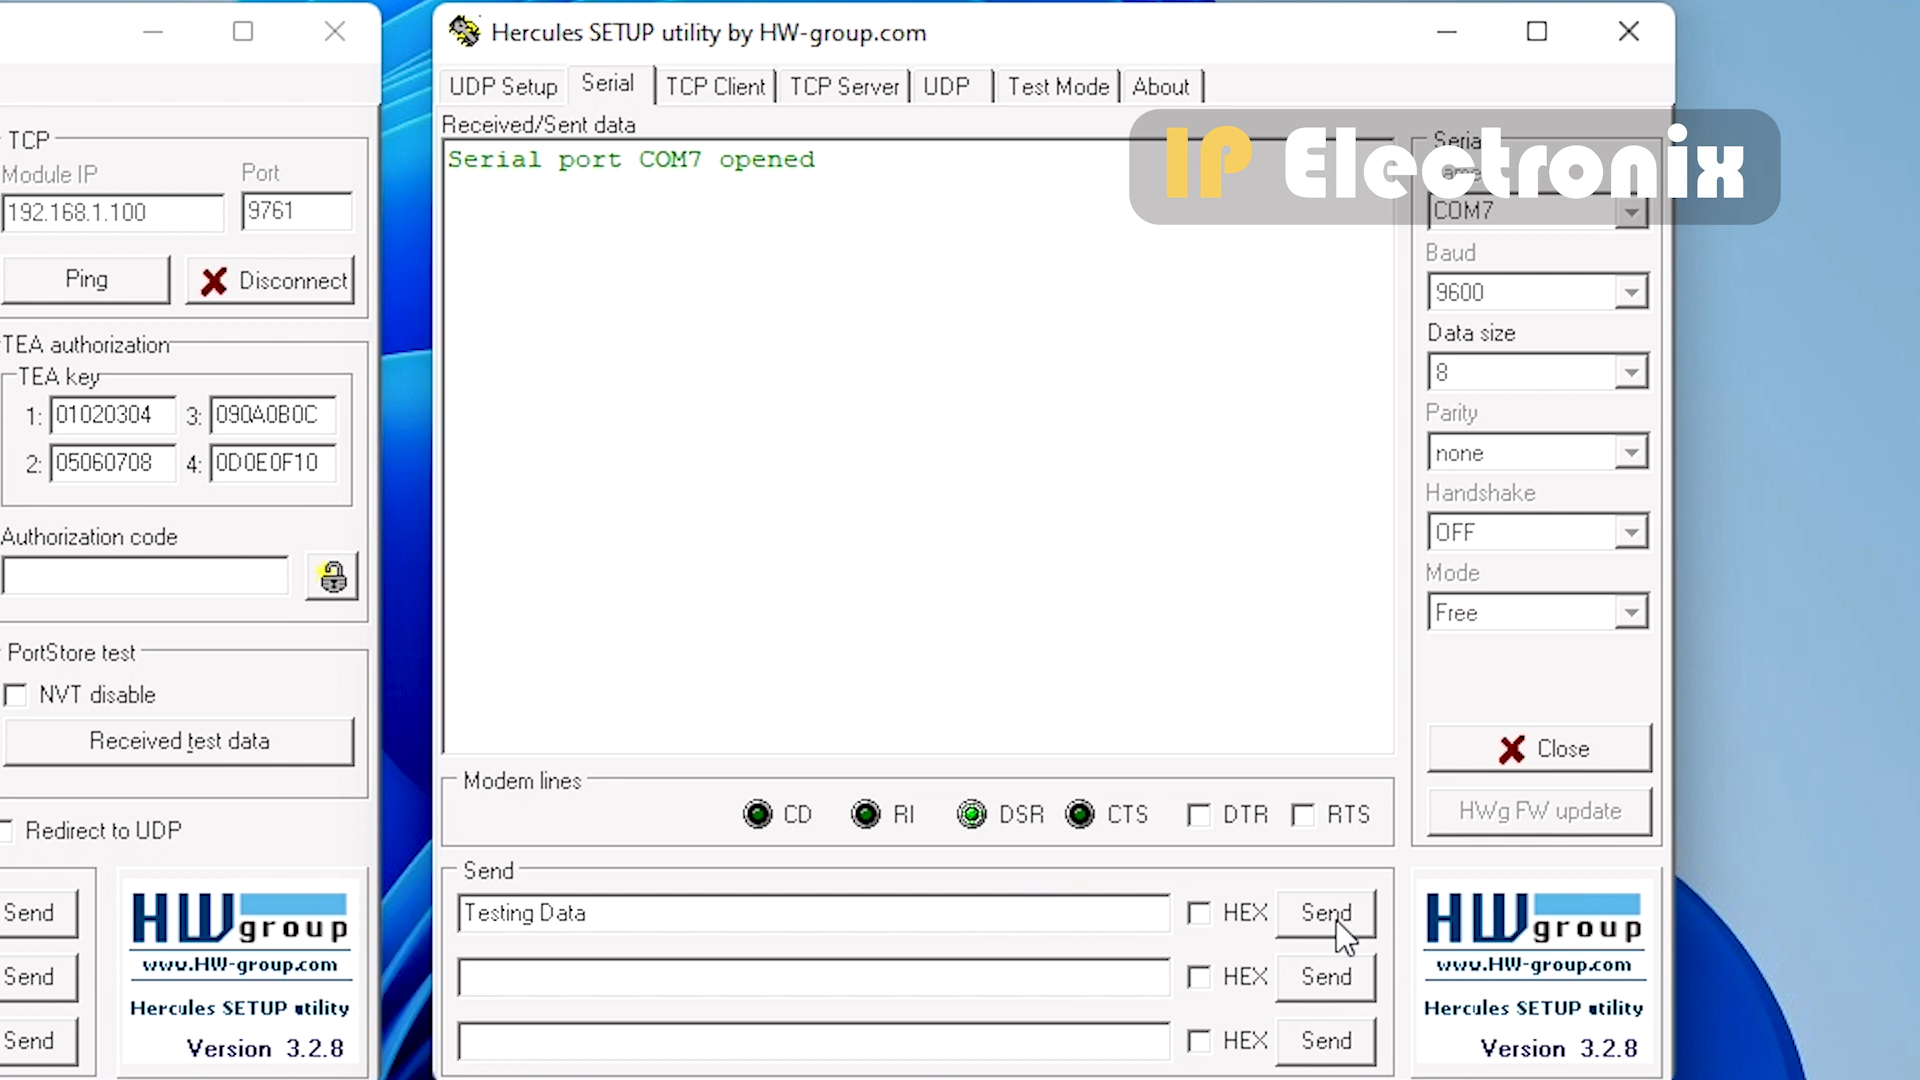 TCP
Module IP
Port
192.168.1.100
9761
Ping
Disconnect
TEA authorization
TEA key
1: 01020304
3: 090A0B0C
2: 05060708
4: 0D0E0F10
Authorization code
PortStore test
NVT disable
Received test data
Redirect to UDP
Send
Send
Send
HW group
www.HW-group.com
Hercules SETUP utility
Version 3.2.8
Hercules SETUP utility by HW-group.com
UDP Setup
Serial
TCP Client
TCP Server
UDP
Test Mode
About
Received/Sent data
Serial port COM7 opened
IP Electronix
Serial
COM7
Baud
9600
Data size
8
Parity
none
Handshake
OFF
Mode
Free
Close
HWg FW update
Modem lines
CD
RI
DSR
CTS
DTR
RTS
Send
Testing Data
HEX
Send
HEX
Send
HEX
Send
HW group
www.HW-group.com
Hercules SETUP utility
Version 3.2.8